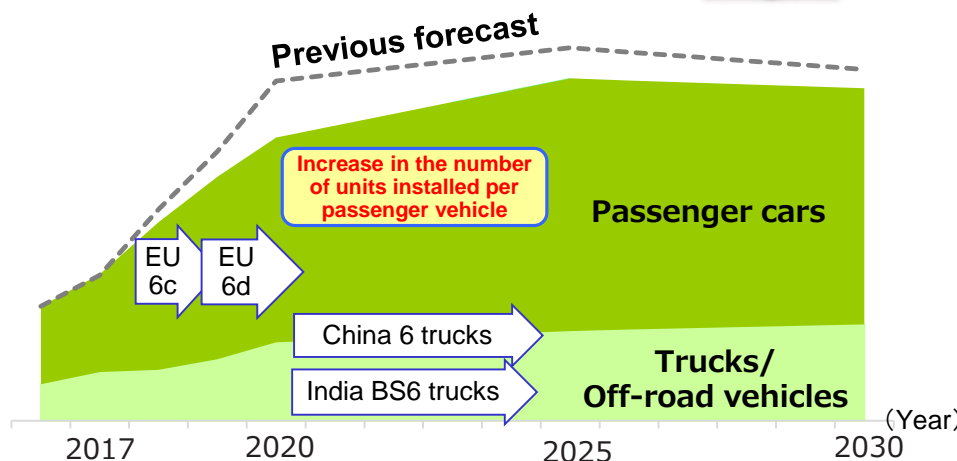 Previous forecast
Increase in the number
of units installed per
passenger vehicle
Passenger cars
EU
6c
EU
6d
China 6 trucks
India BS6 trucks
Trucks/
Off-road vehicles
(Year)
2017
2020
2025
2030